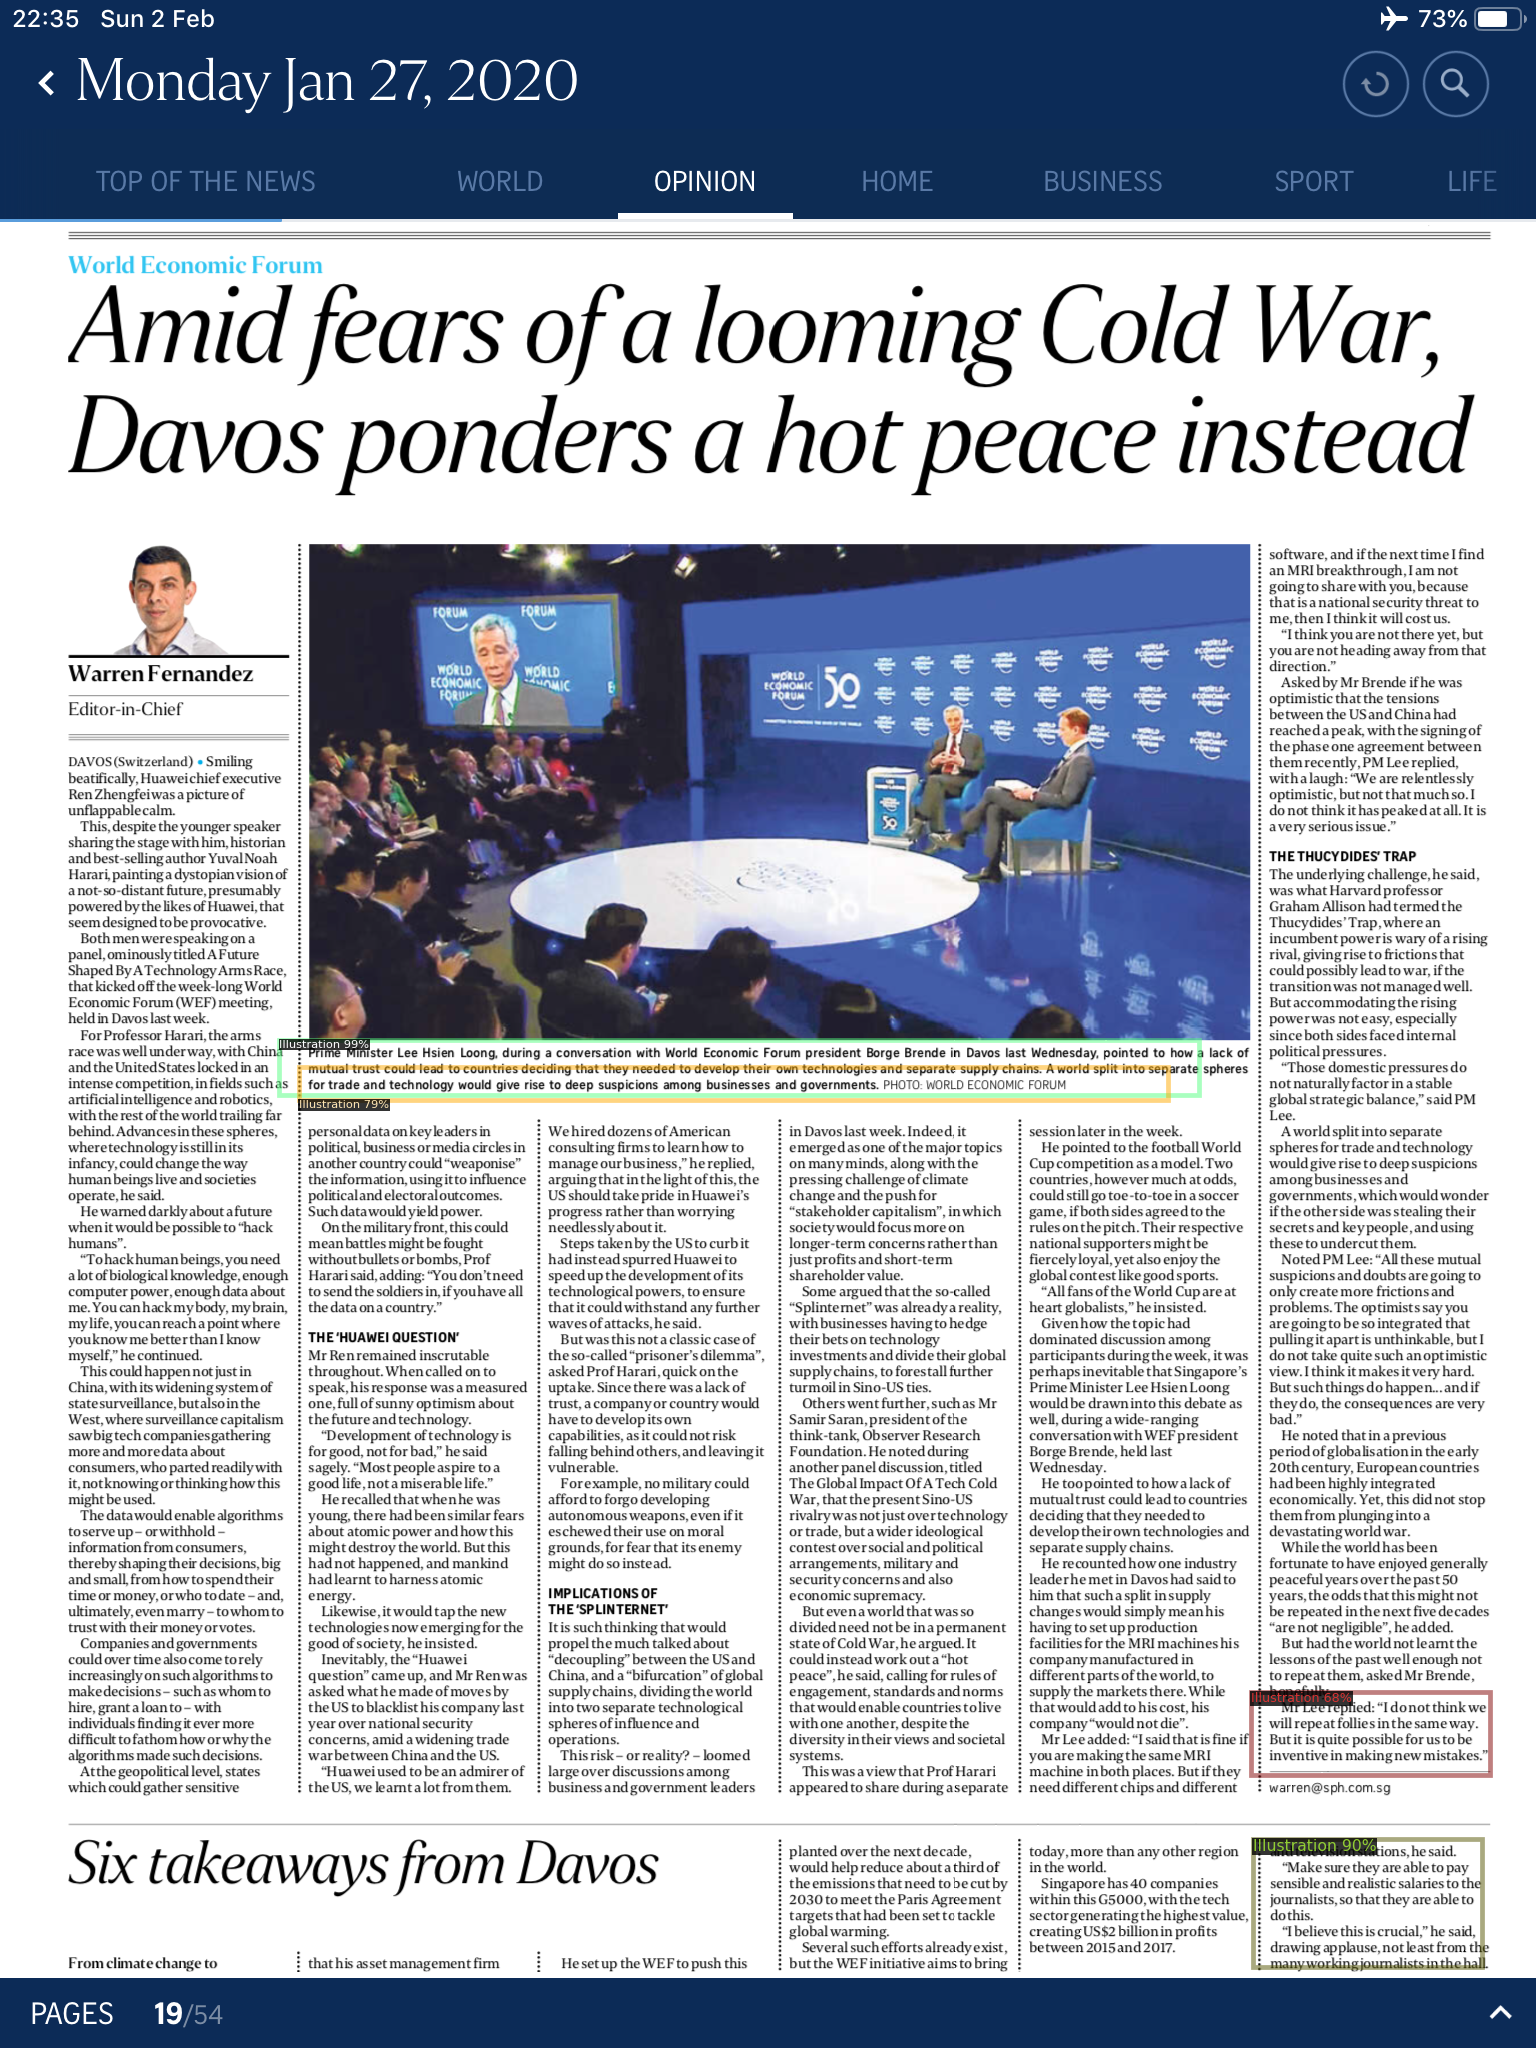 22:35 Sun 2 Feb
73%
Monday Jan 27, 2020
TOP OF THE NEWS WORLD OPINION HOME BUSINESS SPORT LIFE
World Economic Forum
Amid fears of a looming Cold War,
Davos ponders a hot peace instead
Warren Fernandez
Editor-in-Chief
DAVOS (Switzerland) • Smiling
beatifically, Huawei chief executive
Ren Zhengfei was a picture of
unflappable calm.
This, despite the younger speaker
sharing the stage with him, historian
and best-selling author Yuval Noah
Harari, painting a dystopian vision of
a not-so-distant future, presumably
powered by the likes of Huawei, that
seem designed to be provocative.
Both men were speaking on a
panel, ominously titled A Future
Shaped By A Technology Arms Race,
that kicked off the week-long World
Economic Forum (WEF) meeting,
held in Davos last week.
For Professor Harari, the arms
race was well under way, with China
and the United States locked in an
intense competition, in fields such as
artificial intelligence and robotics,
with the rest of the world trailing far
behind. Advances in these spheres,
where technology is still in its
infancy, could change the way
human beings live and societies
operate, he said.
He warned darkly about a future
when it would be possible to “hack
humans”.
“To hack human beings, you need
a lot of biological knowledge, enough
computer power, enough data about
me. You can hack my body, my brain,
my life, you can reach a point where
you know me better than I know
myself,” he continued.
This could happen not just in
China, with its widening system of
state surveillance, but also in the
West, where surveillance capitalism
saw big tech companies gathering
more and more data about
consumers, who parted readily with
it, not knowing or thinking how this
might be used.
The data would enable algorithms
to serve up – or withhold –
information from consumers,
thereby shaping their decisions, big
and small, from how to spend their
time or money, or who to date – and,
ultimately, even marry – to whom to
trust with their money or votes.
Companies and governments
could over time also come to rely
increasingly on such algorithms to
make decisions – such as whom to
hire, grant a loan to – with
individuals finding it ever more
difficult to fathom how or why the
algorithms made such decisions.
At the geopolitical level, states
which could gather sensitive
FORUM FORUM
WORLD ECONOMIC FORUM
WORLD ECONOMIC FORUM 50
Illustration 99%
Prime Minister Lee Hsien Loong, during a conversation with World Economic Forum president Borge Brende in Davos last Wednesday, pointed to how a lack of
mutual trust could lead to countries deciding that they needed to develop their own technologies and separate supply chains. A world split into separate spheres
for trade and technology would give rise to deep suspicions among businesses and governments. PHOTO: WORLD ECONOMIC FORUM
Illustration 79%
personal data on key leaders in
political, business or media circles in
another country could “weaponise”
the information, using it to influence
political and electoral outcomes.
Such data would yield power.
On the military front, this could
mean battles might be fought
without bullets or bombs, Prof
Harari said, adding: “You don’t need
to send the soldiers in, if you have all
the data on a country.”
THE ‘HUAWEI QUESTION’
Mr Ren remained inscrutable
throughout. When called on to
speak, his response was a measured
one, full of sunny optimism about
the future and technology.
“Development of technology is
for good, not for bad,” he said
sagely. “Most people aspire to a
good life, not a miserable life.”
He recalled that when he was
young, there had been similar fears
about atomic power and how this
might destroy the world. But this
had not happened, and mankind
had learnt to harness atomic
energy.
Likewise, it would tap the new
technologies now emerging for the
good of society, he insisted.
Inevitably, the “Huawei
question” came up, and Mr Ren was
asked what he made of moves by
the US to blacklist his company last
year over national security
concerns, amid a widening trade
war between China and the US.
“Huawei used to be an admirer of
the US, we learnt a lot from them.
We hired dozens of American
consulting firms to learn how to
manage our business,” he replied,
arguing that in the light of this, the
US should take pride in Huawei’s
progress rather than worrying
needlessly about it.
Steps taken by the US to curb it
had instead spurred Huawei to
speed up the development of its
technological powers, to ensure
that it could withstand any further
waves of attacks, he said.
But was this not a classic case of
the so-called “prisoner’s dilemma”,
asked Prof Harari, quick on the
uptake. Since there was a lack of
trust, a company or country would
have to develop its own
capabilities, as it could not risk
falling behind others, and leaving it
vulnerable.
For example, no military could
afford to forgo developing
autonomous weapons, even if it
eschewed their use on moral
grounds, for fear that its enemy
might do so instead.
IMPLICATIONS OF
THE ‘SPLINTERNET’
It is such thinking that would
propel the much talked about
“decoupling” between the US and
China, and a “bifurcation” of global
supply chains, dividing the world
into two separate technological
spheres of influence and
operations.
This risk – or reality? – loomed
large over discussions among
business and government leaders
in Davos last week. Indeed, it
emerged as one of the major topics
on many minds, along with the
pressing challenge of climate
change and the push for
“stakeholder capitalism”, in which
society would focus more on
longer-term concerns rather than
just profits and short-term
shareholder value.
Some argued that the so-called
“Splinternet” was already a reality,
with businesses having to hedge
their bets on technology
investments and divide their global
supply chains, to forestall further
turmoil in Sino-US ties.
Others went further, such as Mr
Samir Saran, president of the
think-tank, Observer Research
Foundation. He noted during
another panel discussion, titled
The Global Impact Of A Tech Cold
War, that the present Sino-US
rivalry was not just over technology
or trade, but a wider ideological
contest over social and political
arrangements, military and
security concerns and also
economic supremacy.
But even a world that was so
divided need not be in a permanent
state of Cold War, he argued. It
could instead work out a “hot
peace”, he said, calling for rules of
engagement, standards and norms
that would enable countries to live
with one another, despite the
diversity in their views and societal
systems.
This was a view that Prof Harari
appeared to share during a separate
session later in the week.
He pointed to the football World
Cup competition as a model. Two
countries, however much at odds,
could still go toe-to-toe in a soccer
game, if both sides agreed to the
rules on the pitch. Their respective
national supporters might be
fiercely loyal, yet also enjoy the
global contest like good sports.
“All fans of the World Cup are at
heart globalists,” he insisted.
Given how the topic had
dominated discussion among
participants during the week, it was
perhaps inevitable that Singapore’s
Prime Minister Lee Hsien Loong
would be drawn into this debate as
well, during a wide-ranging
conversation with WEF president
Borge Brende, held last
Wednesday.
He too pointed to how a lack of
mutual trust could lead to countries
deciding that they needed to
develop their own technologies and
separate supply chains.
He recounted how one industry
leader he met in Davos had said to
him that such a split in supply
changes would simply mean his
having to set up production
facilities for the MRI machines his
company manufactured in
different parts of the world, to
supply the markets there. While
that would add to his cost, his
company “would not die”.
Mr Lee added: “I said that is fine if
you are making the same MRI
machine in both places. But if they
need different chips and different
software, and if the next time I find
an MRI breakthrough, I am not
going to share with you, because
that is a national security threat to
me, then I think it will cost us.
“I think you are not there yet, but
you are not heading away from that
direction.”
Asked by Mr Brende if he was
optimistic that the tensions
between the US and China had
reached a peak, with the signing of
the phase one agreement between
them recently, PM Lee replied,
with a laugh: “We are relentlessly
optimistic, but not that much so. I
do not think it has peaked at all. It is
a very serious issue.”
THE THUCYDIDES’ TRAP
The underlying challenge, he said,
was what Harvard professor
Graham Allison had termed the
Thucydides’ Trap, where an
incumbent power is wary of a rising
rival, giving rise to frictions that
could possibly lead to war, if the
transition was not managed well.
But accommodating the rising
power was not easy, especially
since both sides faced internal
political pressures.
“Those domestic pressures do
not naturally factor in a stable
global strategic balance,” said PM
Lee.
A world split into separate
spheres for trade and technology
would give rise to deep suspicions
among businesses and
governments, which would wonder
if the other side was stealing their
secrets and key people, and using
these to undercut them.
Noted PM Lee: “All these mutual
suspicions and doubts are going to
only create more frictions and
problems. The optimists say you
are going to be so integrated that
pulling it apart is unthinkable, but I
do not take quite such an optimistic
view. I think it makes it very hard.
But such things do happen... and if
they do, the consequences are very
bad.”
He noted that in a previous
period of globalisation in the early
20th century, European countries
had been highly integrated
economically. Yet, this did not stop
them from plunging into a
devastating world war.
While the world has been
fortunate to have enjoyed generally
peaceful years over the past 50
years, the odds that this might not
be repeated in the next five decades
“are not negligible”, he added.
But had the world not learnt the
lessons of the past well enough not
to repeat them, asked Mr Brende,
Illustration 68%
Mr Lee replied: “I do not think we
will repeat follies in the same way.
But it is quite possible for us to be
inventive in making new mistakes.”
warren@sph.com.sg
Six takeaways from Davos
From climate change to
that his asset management firm
He set up the WEF to push this
planted over the next decade,
would help reduce about a third of
the emissions that need to be cut by
2030 to meet the Paris Agreement
targets that had been set to tackle
global warming.
Several such efforts already exist,
but the WEF initiative aims to bring
today, more than any other region
in the world.
Singapore has 40 companies
within this G5000, with the tech
sector generating the highest value,
creating US$2 billion in profits
between 2015 and 2017.
Illustration 90%
he said.
“Make sure they are able to pay
sensible and realistic salaries to the
journalists, so that they are able to
do this.
“I believe this is crucial,” he said,
drawing applause, not least from the
many working journalists in the hall.
PAGES 19/54